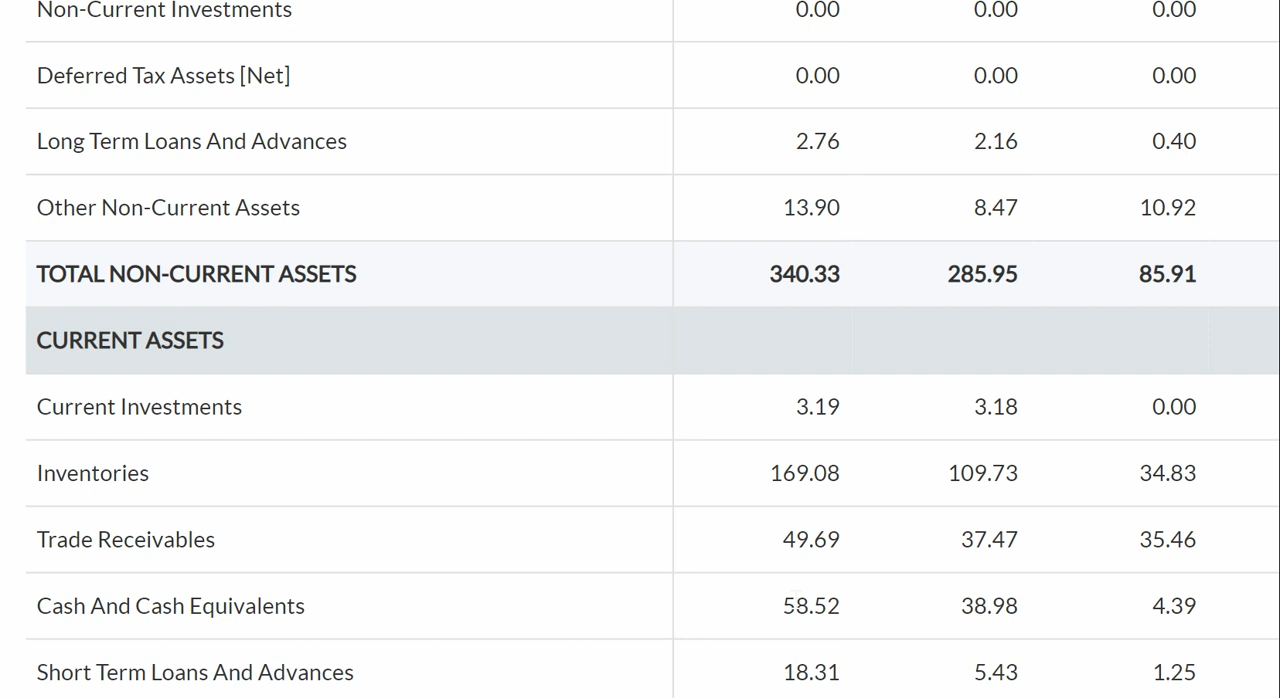 Non-Current Investments 0.00 0.00 0.00
Deferred Tax Assets [Net] 0.00 0.00 0.00
Long Term Loans And Advances 2.76 2.16 0.40
Other Non-Current Assets 13.90 8.47 10.92
TOTAL NON-CURRENT ASSETS 340.33 285.95 85.91
CURRENT ASSETS
Current Investments 3.19 3.18 0.00
Inventories 169.08 109.73 34.83
Trade Receivables 49.69 37.47 35.46
Cash And Cash Equivalents 58.52 38.98 4.39
Short Term Loans And Advances 18.31 5.43 1.25